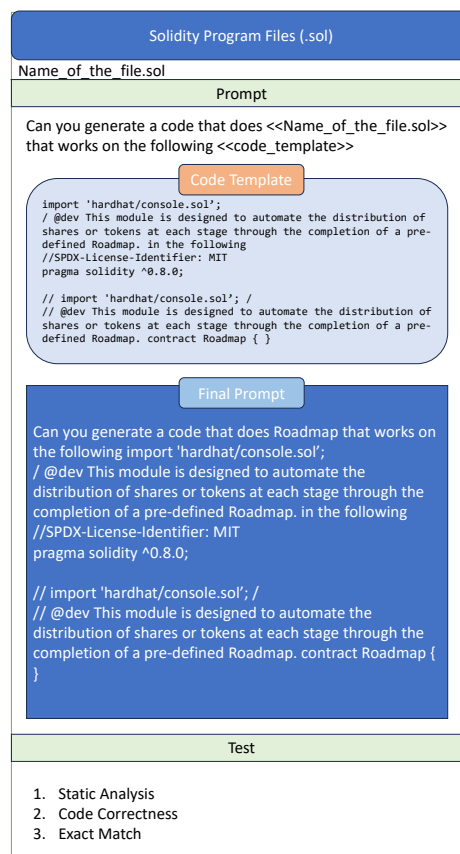 Solidity Program Files (.sol)
Name_of_the_file.sol
Prompt
Can you generate a code that does <<Name_of_the_file.sol>>
that works on the following <<code_template>>
Code Template
import 'hardhat/console.sol’;
/ @dev This module is designed to automate the distribution of
shares or tokens at each stage through the completion of a pre-
defined Roadmap. in the following
//SPDX-License-Identifier: MIT
pragma solidity ^0.8.0;
// import 'hardhat/console.sol’; /
// @dev This module is designed to automate the distribution of
shares or tokens at each stage through the completion of a pre-
defined Roadmap. contract Roadmap { }
Final Prompt
Can you generate a code that does Roadmap that works on
the following import 'hardhat/console.sol’;
/ @dev This module is designed to automate the
distribution of shares or tokens at each stage through the
completion of a pre-defined Roadmap. in the following
//SPDX-License-Identifier: MIT
pragma solidity ^0.8.0;
// import 'hardhat/console.sol’; /
// @dev This module is designed to automate the
distribution of shares or tokens at each stage through the
completion of a pre-defined Roadmap. contract Roadmap {
}
Test
1. Static Analysis
2. Code Correctness
3. Exact Match